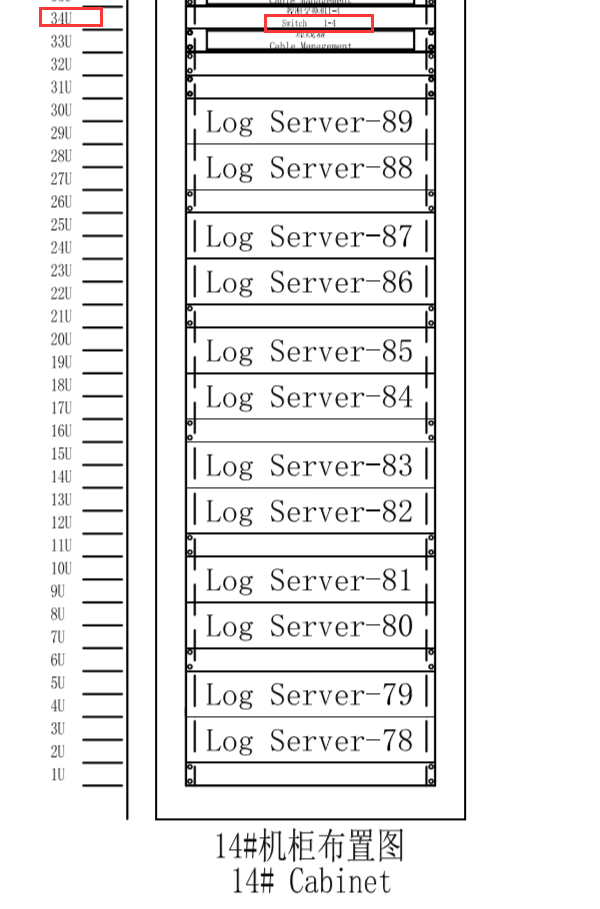 Switch 1-4
34U
33U
Cable Management
32U
31U
30U
Log Server-89
29U
28U
Log Server-88
27U
26U
25U
Log Server-87
24U
23U
Log Server-86
22U
21U
20U
Log Server-85
19U
18U
Log Server-84
17U
16U
15U
Log Server-83
14U
13U
Log Server-82
12U
11U
10U
Log Server-81
9U
8U
Log Server-80
7U
6U
5U
Log Server-79
4U
3U
Log Server-78
2U
1U
14#机柜布置图
14# Cabinet